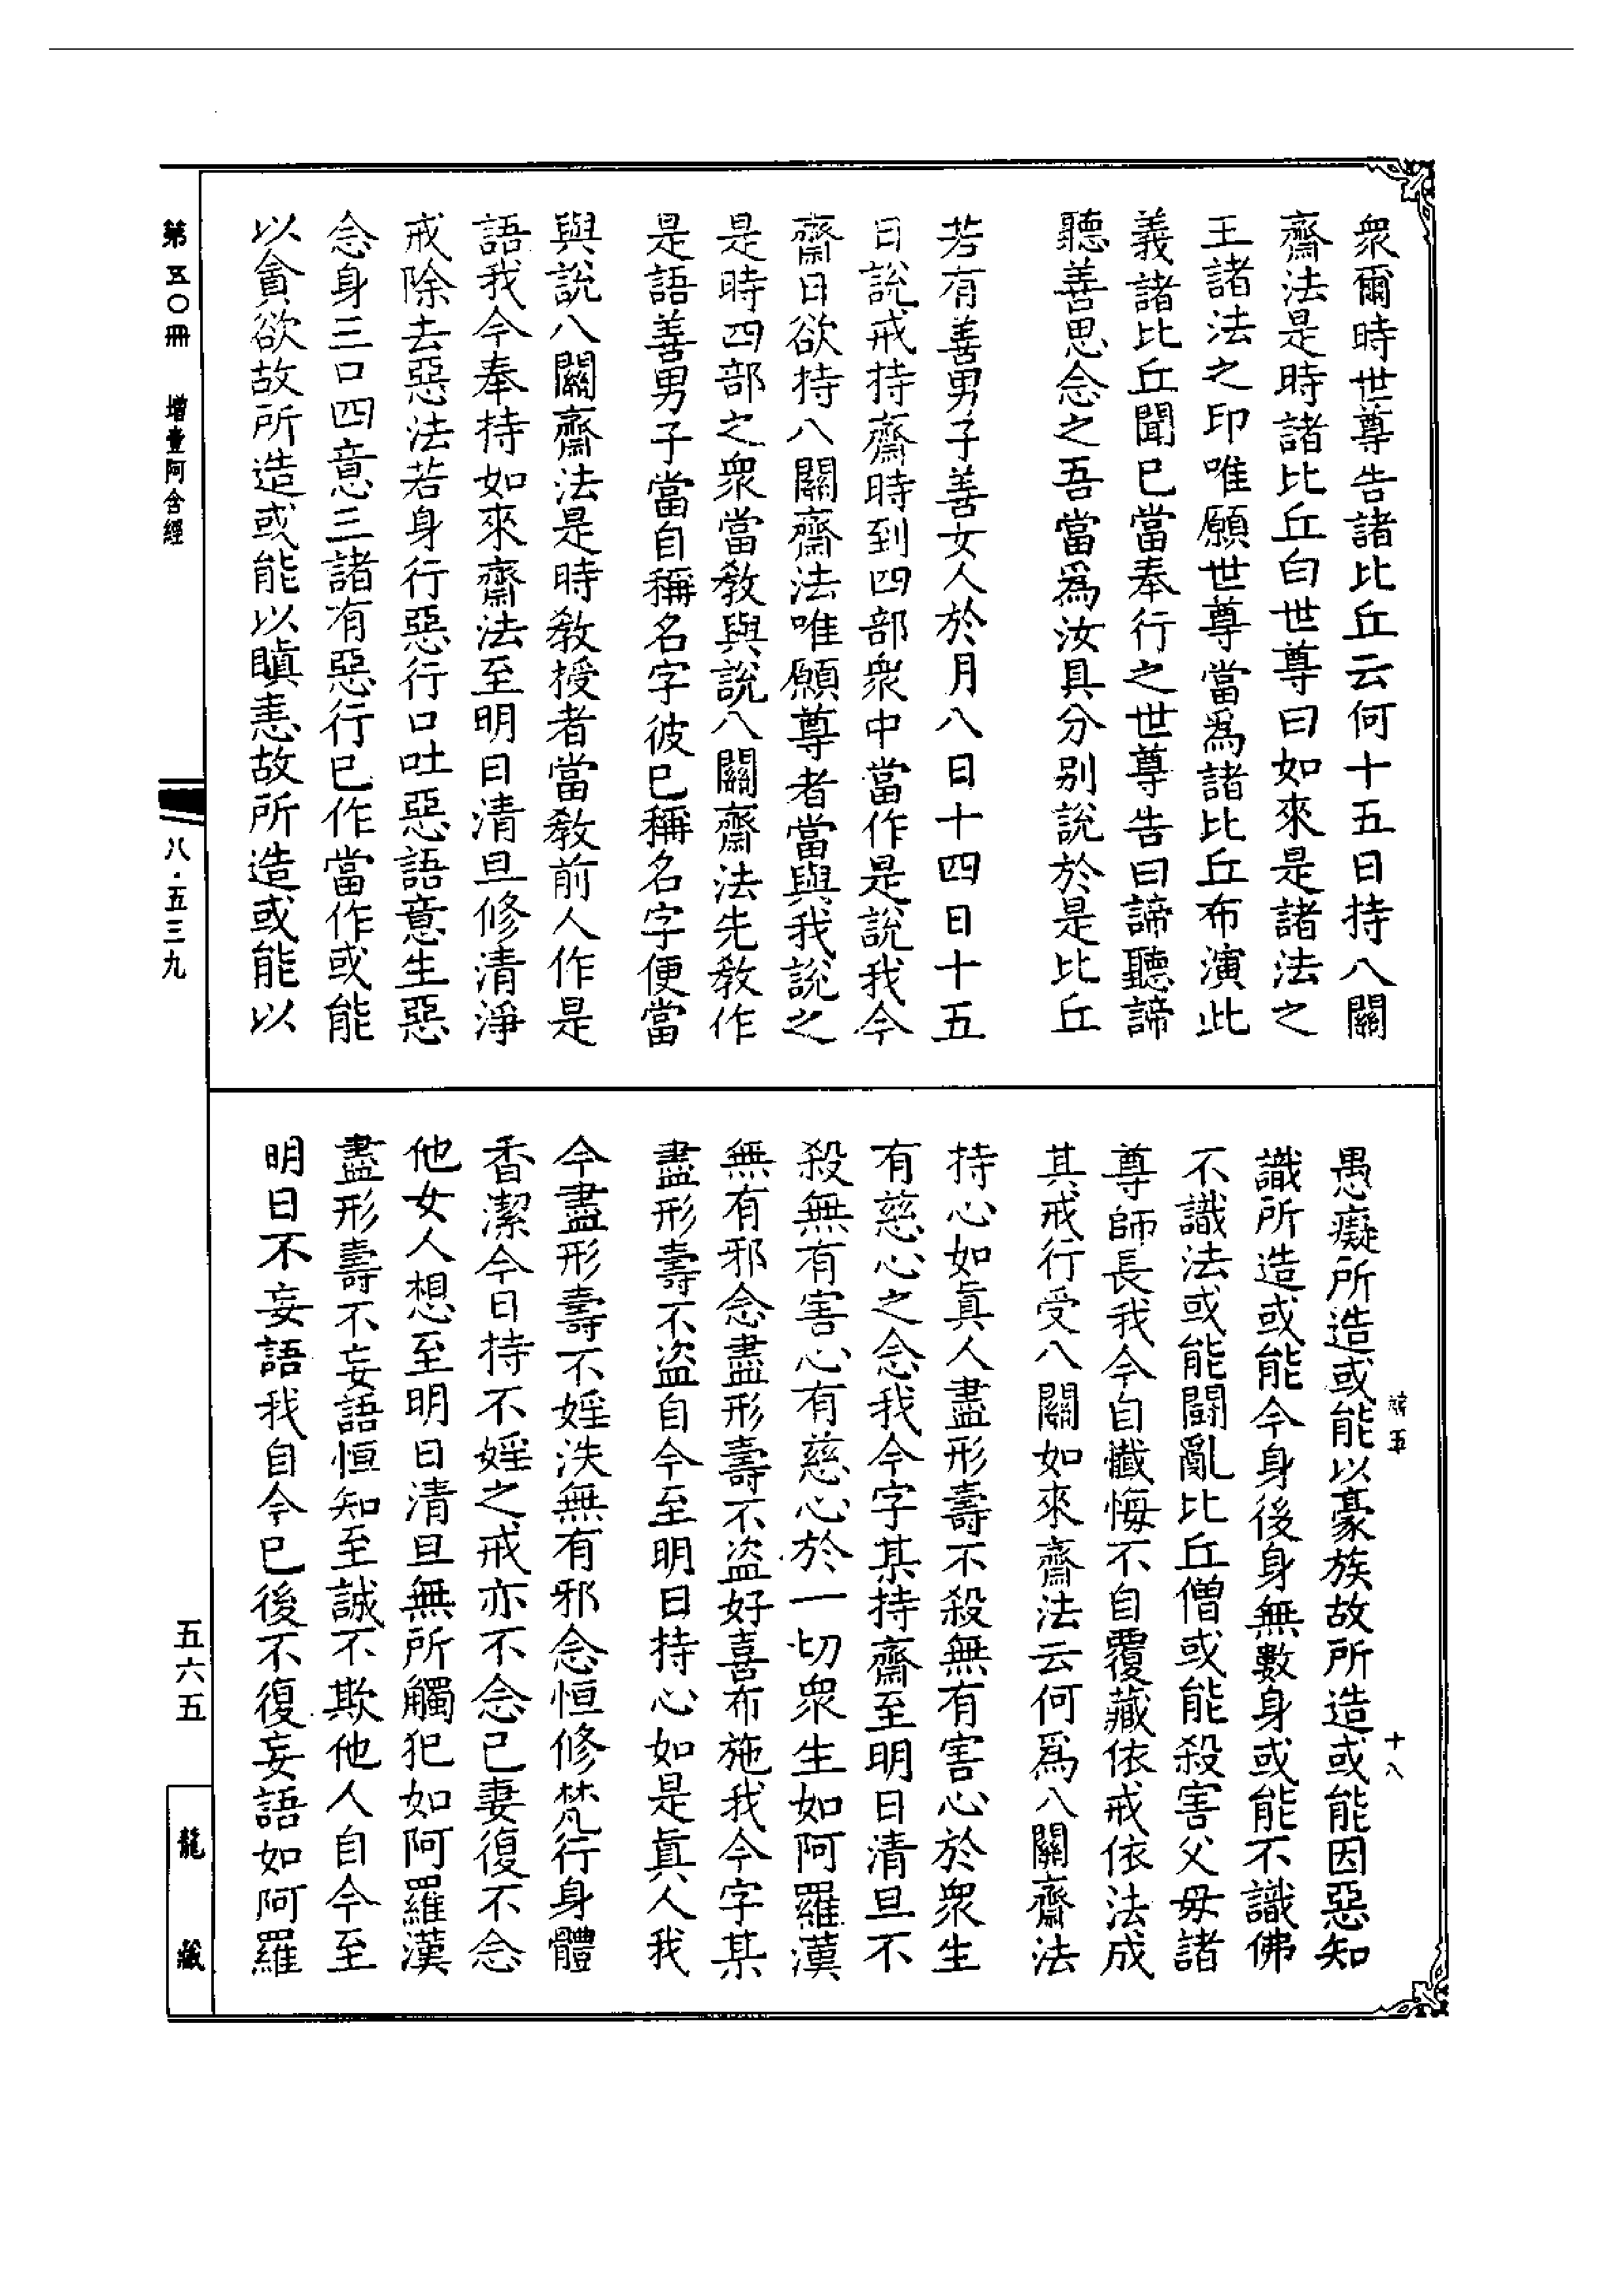 衆爾時世尊告諸比丘云何十五日持八關
齋法是時諸比丘白世尊曰如來是諸法之
王諸法之印唯願世尊當爲諸比丘布演此
義諸比丘聞已當奉行之世尊告曰諦聽諦
聽善思念之吾當爲汝具分别說於是比丘
若有善男子善女人於月八日十四日十五
日說戒持齋時到四部衆中當作是說我今
齋日欲持八關齋法唯願尊者當與我說之
是時四部之衆當教與說八關齋法先教作
是語善男子當自稱名字彼已稱名字便當
與說八關齋法是時教授者當教前人作是
語我今奉持如來齋法至明日清旦修清淨
戒除去惡法若身行惡行口吐惡語意生惡
念身三口四意三諸有惡行已作當作或能
以貪欲故所造或能以瞋恚故所造或能以
愚癡所造或能以豪族故所造或能因惡知
識所造或能今身後身無數身或能不識佛
不識法或能鬭亂比丘僧或能殺害父母諸
尊師長我今自懺悔不自覆藏依戒依法成
其戒行受八關如來齋法云何爲八關齋法
持心如眞人盡形壽不殺無有害心於衆生
有慈心之念我今字某持齋至明日清旦不
殺無有害心有慈心於一切衆生如阿羅漢
無有邪念盡形壽不盗好喜布施我今字某
盡形壽不盗自今至明日持心如是眞人我
今盡形壽不婬泆無有邪念恒修梵行身體
香潔今日持不婬之戒亦不念已妻復不念
他女人想至明日清旦無所觸犯如阿羅漢
盡形壽不妄語恒知至誠不欺他人自今至
明日不妄語我自今已後不復妄語如阿羅
十八
第五〇冊 增壹阿含經
八·五三九
五六五
龍藏